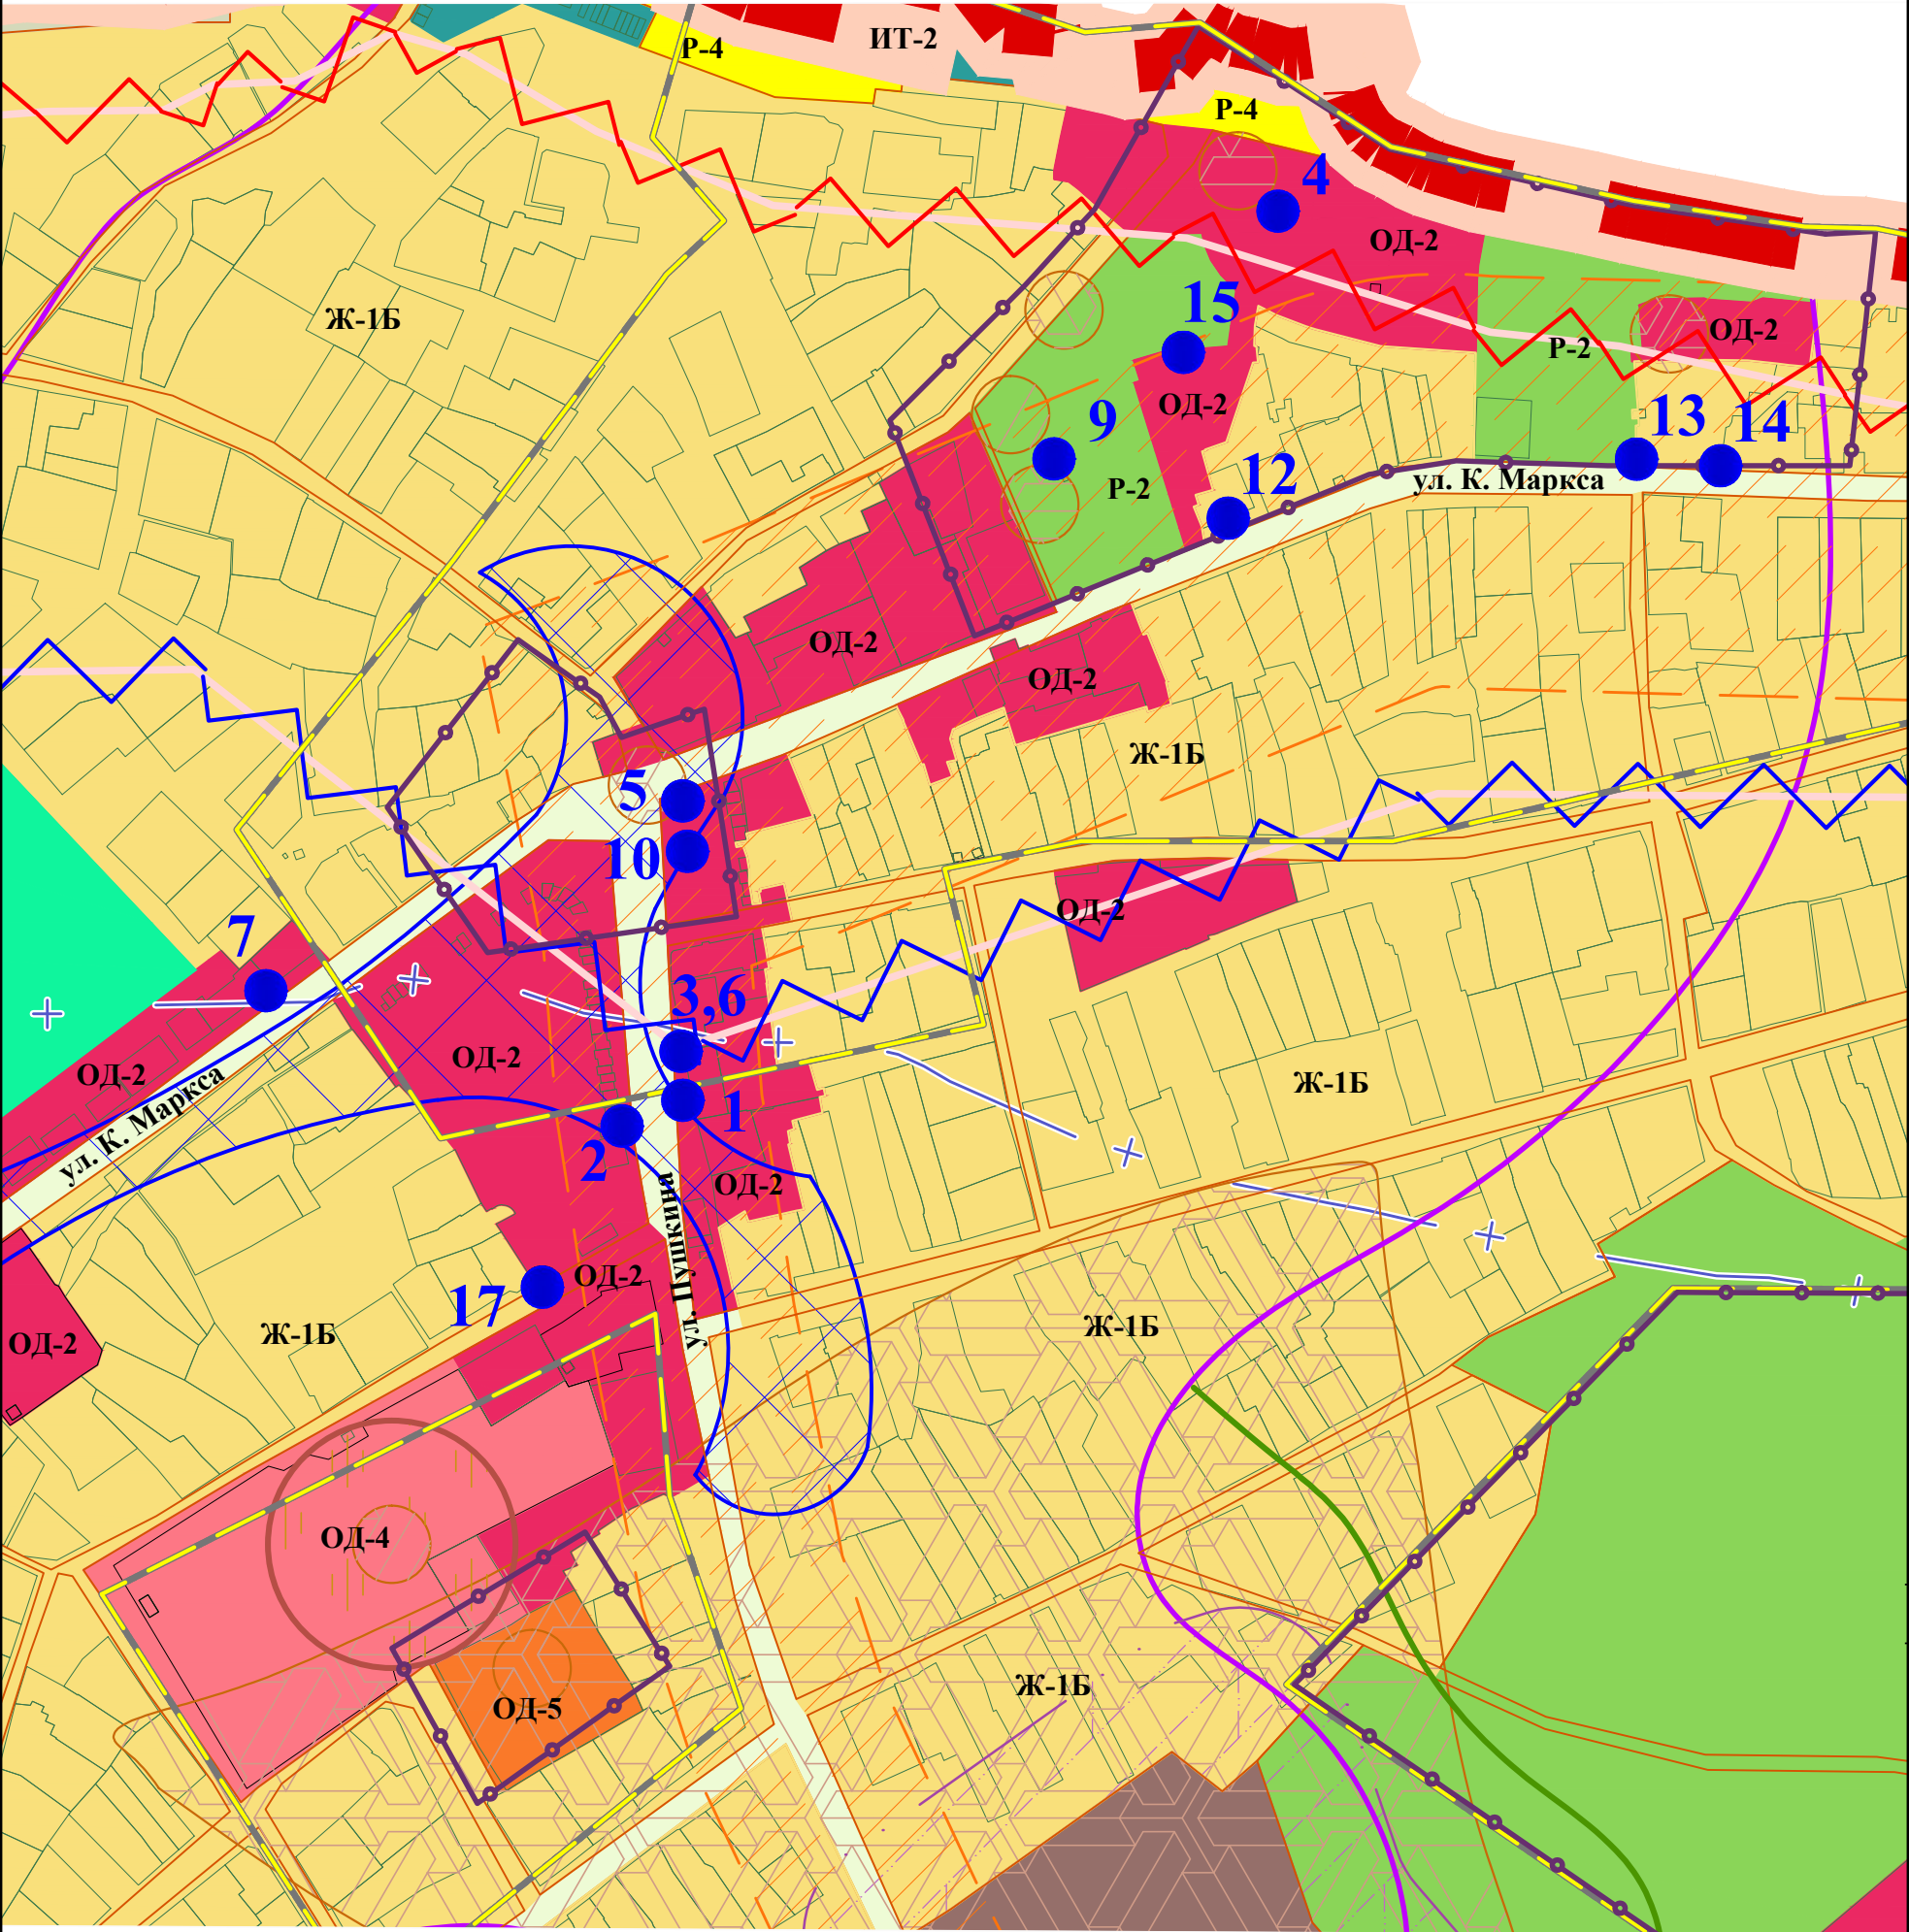 ИТ-2
Р-4
Р-4
4
ОД-2
Ж-1Б
15
ОД-2
Р-2
ОД-2
9
13
14
12
Р-2
ул. К. Маркса
ОД-2
ОД-2
Ж-1Б
5
10
ОД-2
7
3,6
ОД-2
ОД-2
Ж-1Б
1
ул. К. Маркса
2
ОД-2
ул. Пушкина
ОД-2
17
Ж-1Б
Ж-1Б
ОД-2
ОД-4
Ж-1Б
ОД-5